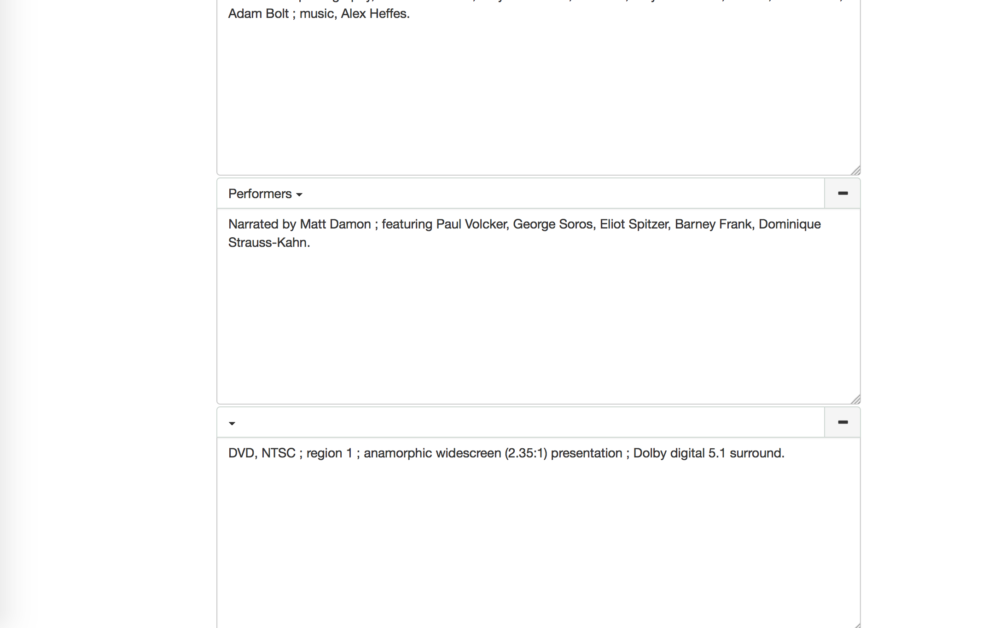 Adam Bolt ; music, Alex Heffes.
Performers
Narrated by Matt Damon ; featuring Paul Volcker, George Soros, Eliot Spitzer, Barney Frank, Dominique
Strauss-Kahn.
DVD, NTSC ; region 1 ; anamorphic widescreen (2.35:1) presentation ; Dolby digital 5.1 surround.